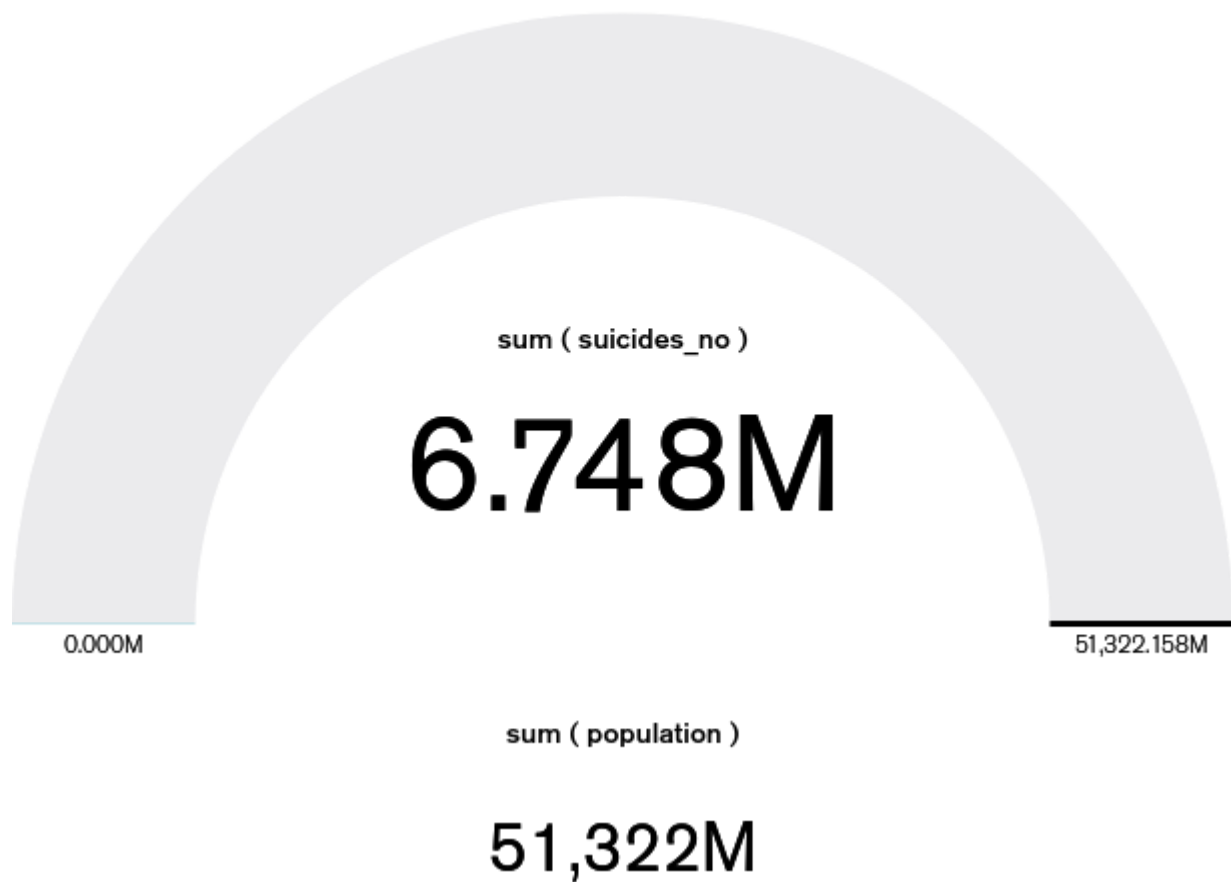 sum ( suicides_no )
6.748M
0.000M
51,322.158M
sum ( population )
51,322M